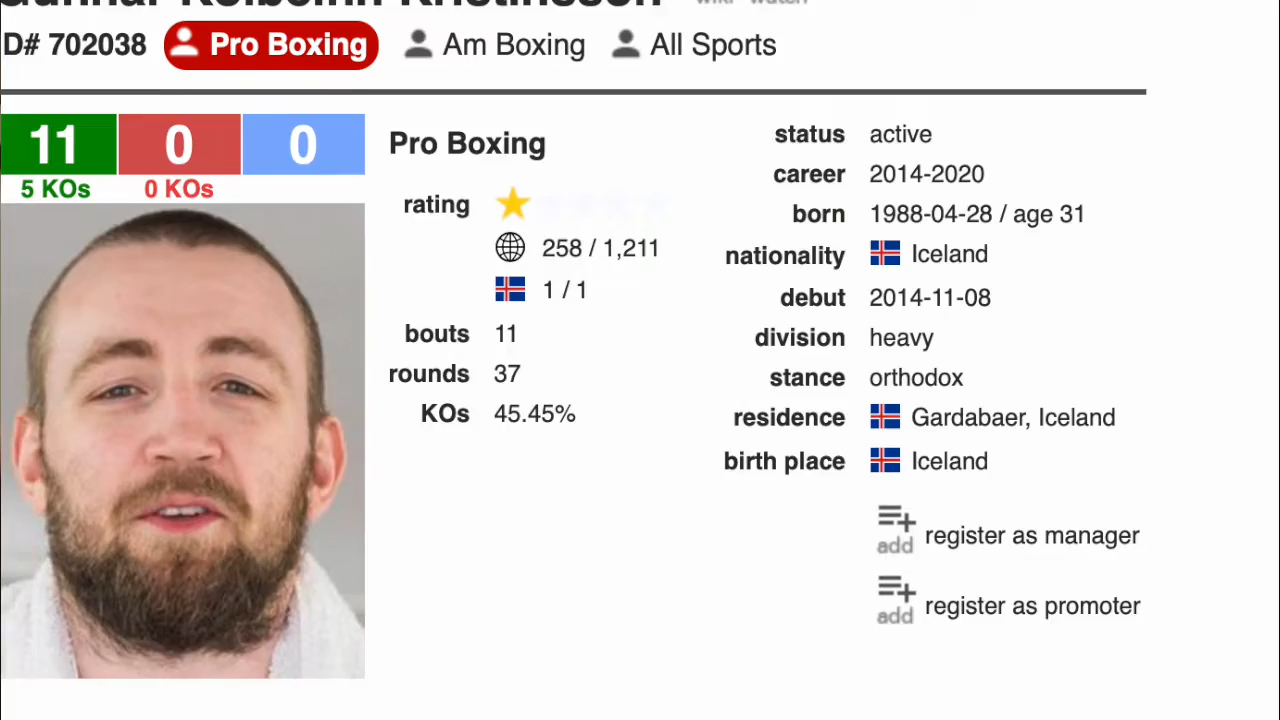 Kolbeinn Kristinsson
D# 702038 Pro Boxing Am Boxing All Sports
11 0 0
5 KOs 0 KOs
Pro Boxing
rating
258 / 1,211
1 / 1
bouts 11
rounds 37
KOs 45.45%
status active
career 2014-2020
born 1988-04-28 / age 31
nationality Iceland
debut 2014-11-08
division heavy
stance orthodox
residence Gardabaer, Iceland
birth place Iceland
add register as manager
add register as promoter